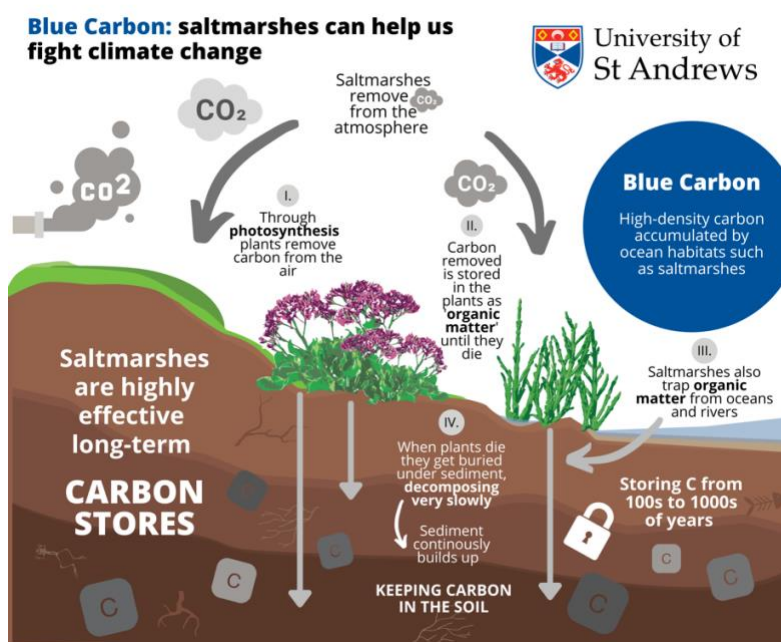 Blue Carbon: saltmarshes can help us
fight climate change
University of
St Andrews
Saltmarshes
remove CO₂
from the
atmosphere
CO₂
CO²
CO₂
I.
Through
photosynthesis
plants remove
carbon from the
air
II.
Carbon
removed
is stored
in the
plants as
'organic
matter'
until they
die
Blue Carbon
High-density carbon
accumulated by
ocean habitats such
as saltmarshes
III.
Saltmarshes also
trap organic
matter from oceans
and rivers
Saltmarshes
are highly
effective
long-term
CARBON
STORES
IV.
When plants die
they get buried
under sediment,
decomposing
very slowly
Sediment
continously
builds up
KEEPING CARBON
IN THE SOIL
Storing C from
100s to 1000s
of years
C
C
C
C
C
C
C